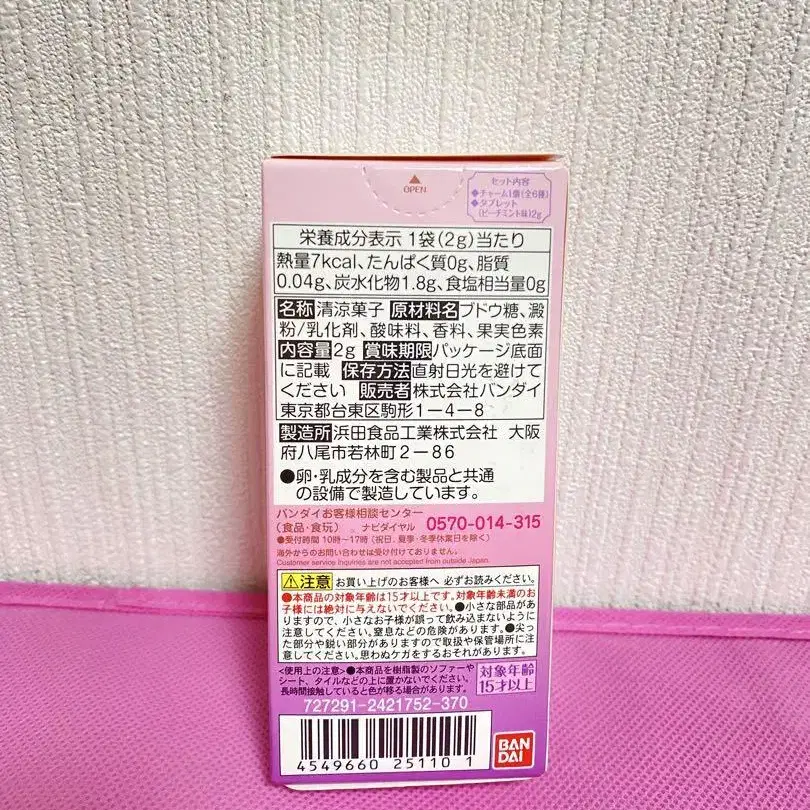 OPEN
セット内容
◆チャーム1個(全6種)
◆タブレット
(ピーチミント味)2g
栄養成分表示 1袋(2g)当たり
熱量7kcal、たんぱく質0g、脂質
0.04g、炭水化物1.8g、食塩相当量0g
名称 清涼菓子 原材料名 ブドウ糖、澱
粉/乳化剤、酸味料、香料、果実色素
内容量 2g 賞味期限 パッケージ底面
に記載 保存方法 直射日光を避けて
ください 販売者 株式会社バンダイ
東京都台東区駒形1-4-8
製造所 浜田食品工業株式会社 大阪
府八尾市若林町2-86
●卵・乳成分を含む製品と共通
の設備で製造しています。
バンダイお客様相談センター
(食品・食玩) ナビダイヤル 0570-014-315
●受付時間 10時~17時(祝日、夏季・冬季休業日を除く)
海外からのお問い合わせは受け付けておりません。
Customer service inquiries are not accepted from outside Japan.
⚠注意 お買い上げのお客様へ 必ずお読みください。
●本商品の対象年齢は15才以上です。対象年齢未満のお
子様には絶対に与えないでください。●小さな部品があ
りますので、小さなお子様が誤って飲み込まないように
注意してください。窒息などの危険があります。●尖っ
た部分や鋭い部分がありますので取扱や保管場所に注
意してください。思わぬケガをするおそれがあります。
<使用上の注意>●本商品を樹脂製のソファーや
シート、タイルなどの上に置かないでください。
長時間接触していると色が移る場合があります。
対象年齢
15才以上
727291-2421752-370
4549660 25110 1
BAN
DAI